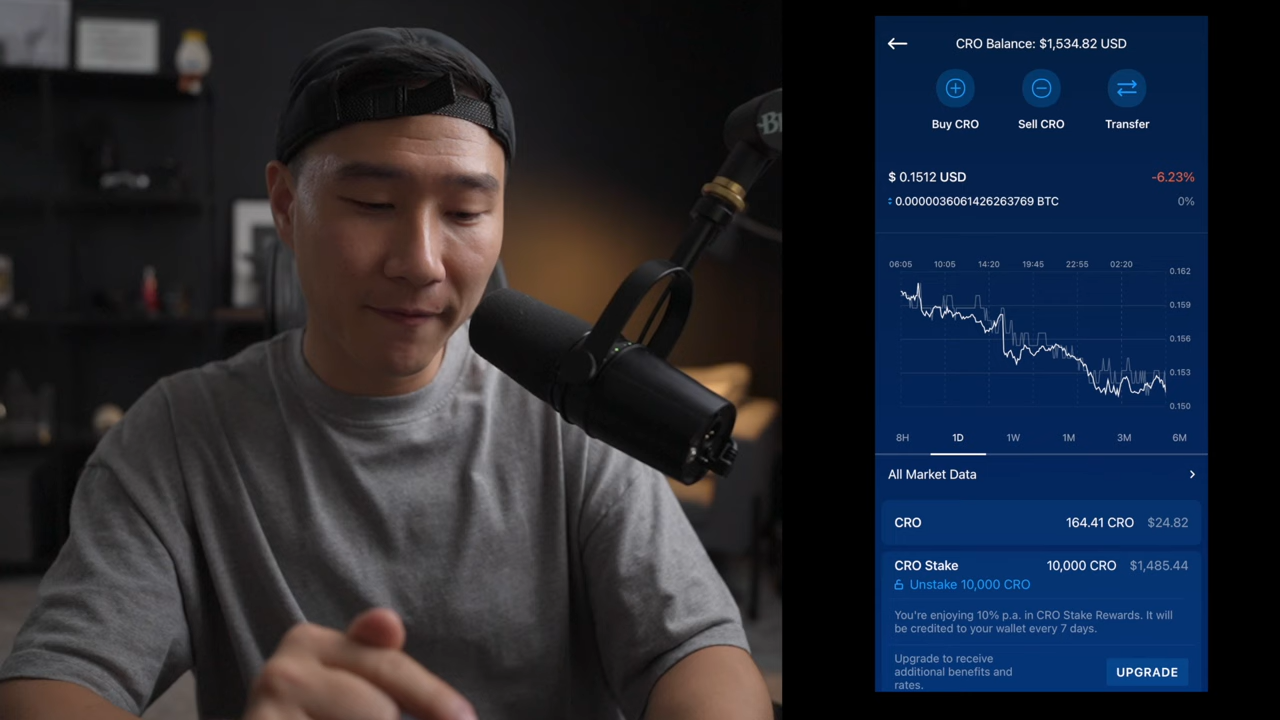 CRO Balance: $1,534.82 USD
Buy CRO
Sell CRO
Transfer
$ 0.1512 USD
-6.23%
0.0000036061426263769 BTC
0%
06:05 10:05 14:20 19:45 22:55 02:20
0.162
0.159
0.156
0.153
0.150
8H 1D 1W 1M 3M 6M
All Market Data
CRO 164.41 CRO $24.82
CRO Stake 10,000 CRO $1,485.44
Unstake 10,000 CRO
You're enjoying 10% p.a. in CRO Stake Rewards. It will
be credited to your wallet every 7 days.
Upgrade to receive
additional benefits and
rates.
UPGRADE